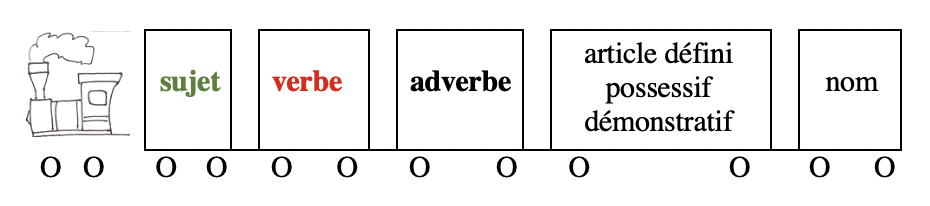 sujet
verbe
adverbe
article défini
possessif
démonstratif
nom
O O O O O O O O O O O O